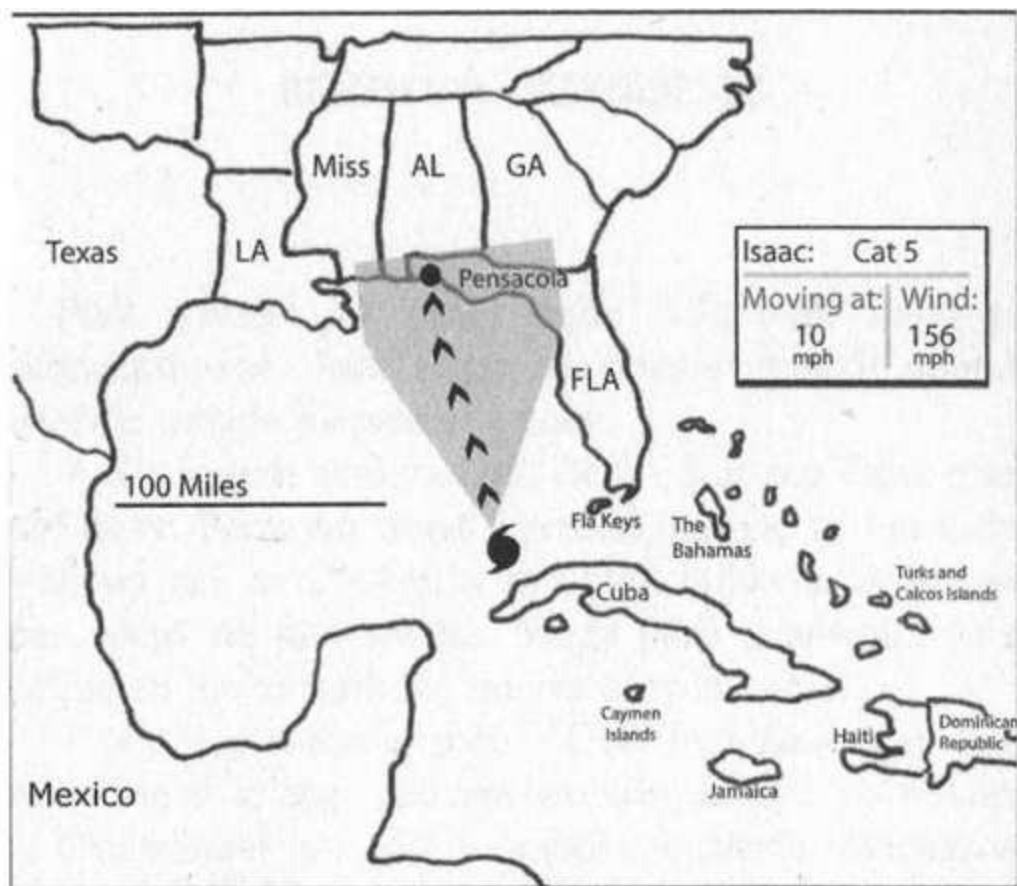 Miss
AL
GA
Texas
LA
Pensacola
Isaac: Cat 5
Moving at: Wind:
10 156
mph mph
FLA
100 Miles
Fla Keys
The
Bahamas
Cuba
Turks and
Calcos Islands
Caymen
Islands
Haiti
Dominican
Republic
Jamaica
Mexico